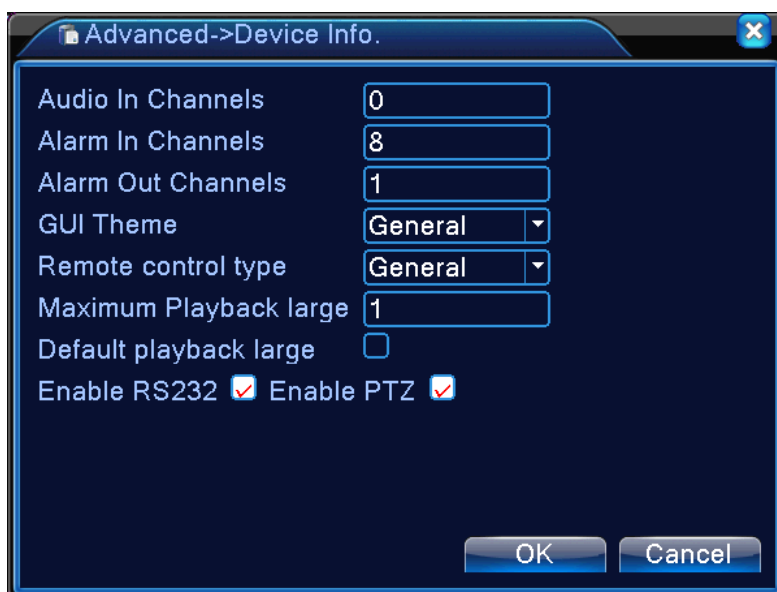 Advanced->Device Info.
Audio In Channels 0
Alarm In Channels 8
Alarm Out Channels 1
GUI Theme General
Remote control type General
Maximum Playback large 1
Default playback large
Enable RS232 Enable PTZ
OK Cancel